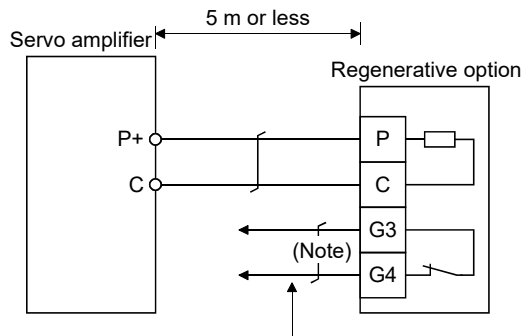 5 m or less
Servo amplifier
Regenerative option
P+
P
C
C
G3
(Note)
G4